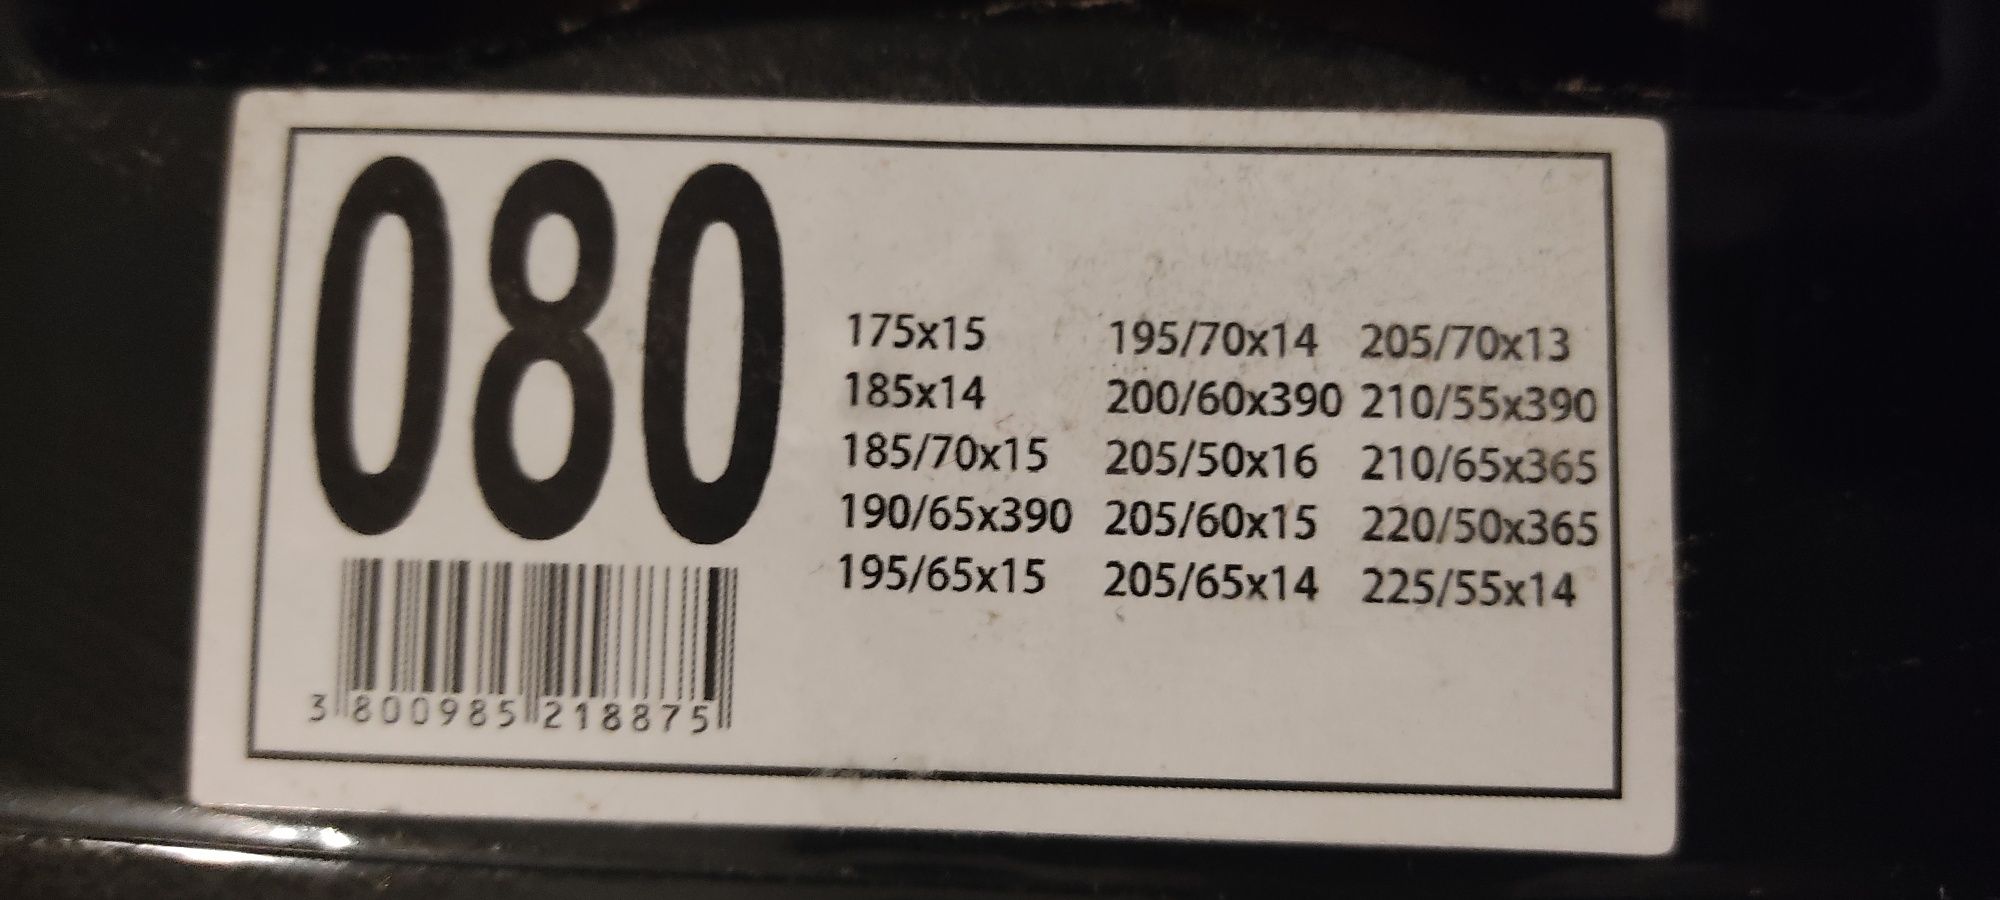 080
175x15 195/70x14 205/70x13
185x14 200/60x390 210/55x390
185/70x15 205/50x16 210/65x365
190/65x390 205/60x15 220/50x365
195/65x15 205/65x14 225/55x14
3 800985 218875